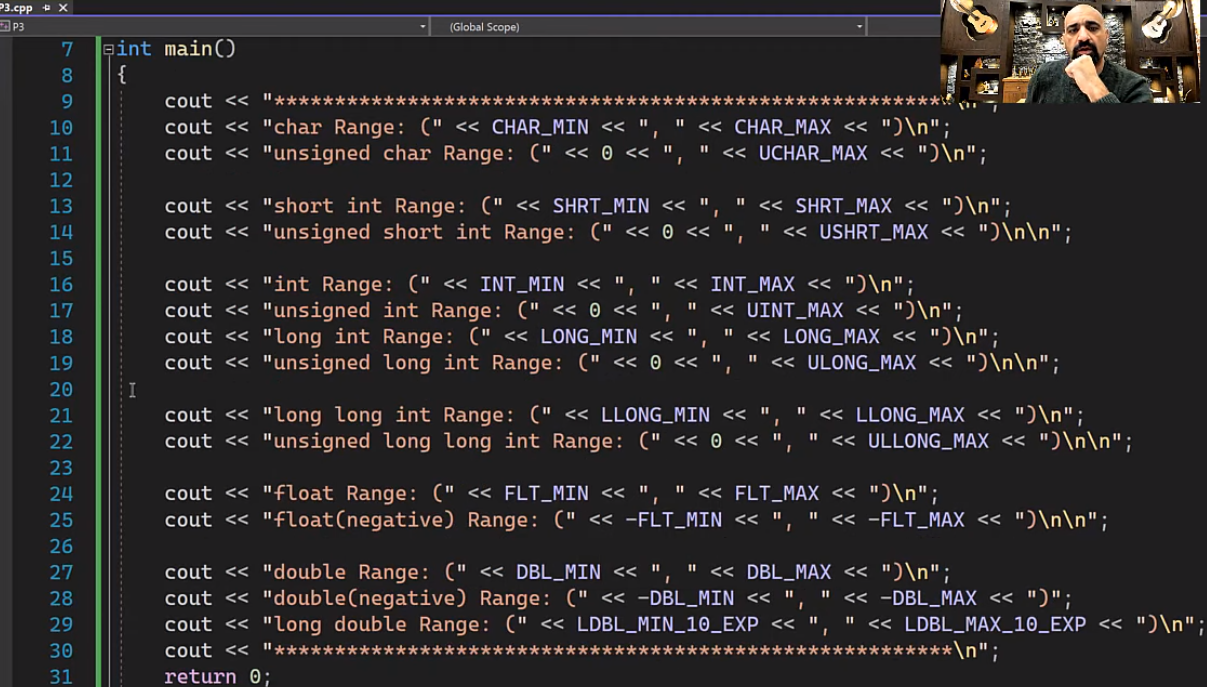 P3.cpp
P3 (Global Scope)
7 int main()
8 {
9 cout << "********************************************************\n";
10 cout << "char Range: (" << CHAR_MIN << ", " << CHAR_MAX << ")\n";
11 cout << "unsigned char Range: (" << 0 << ", " << UCHAR_MAX << ")\n";
12
13 cout << "short int Range: (" << SHRT_MIN << ", " << SHRT_MAX << ")\n";
14 cout << "unsigned short int Range: (" << 0 << ", " << USHRT_MAX << ")\n\n";
15
16 cout << "int Range: (" << INT_MIN << ", " << INT_MAX << ")\n";
17 cout << "unsigned int Range: (" << 0 << ", " << UINT_MAX << ")\n";
18 cout << "long int Range: (" << LONG_MIN << ", " << LONG_MAX << ")\n";
19 cout << "unsigned long int Range: (" << 0 << ", " << ULONG_MAX << ")\n\n";
20
21 cout << "long long int Range: (" << LLONG_MIN << ", " << LLONG_MAX << ")\n";
22 cout << "unsigned long long int Range: (" << 0 << ", " << ULLONG_MAX << ")\n\n";
23
24 cout << "float Range: (" << FLT_MIN << ", " << FLT_MAX << ")\n";
25 cout << "float(negative) Range: (" << -FLT_MIN << ", " << -FLT_MAX << ")\n\n";
26
27 cout << "double Range: (" << DBL_MIN << ", " << DBL_MAX << ")\n";
28 cout << "double(negative) Range: (" << -DBL_MIN << ", " << -DBL_MAX << ")";
29 cout << "long double Range: (" << LDBL_MIN_10_EXP << ", " << LDBL_MAX_10_EXP << ")\n";
30 cout << "********************************************************\n";
31 return 0;